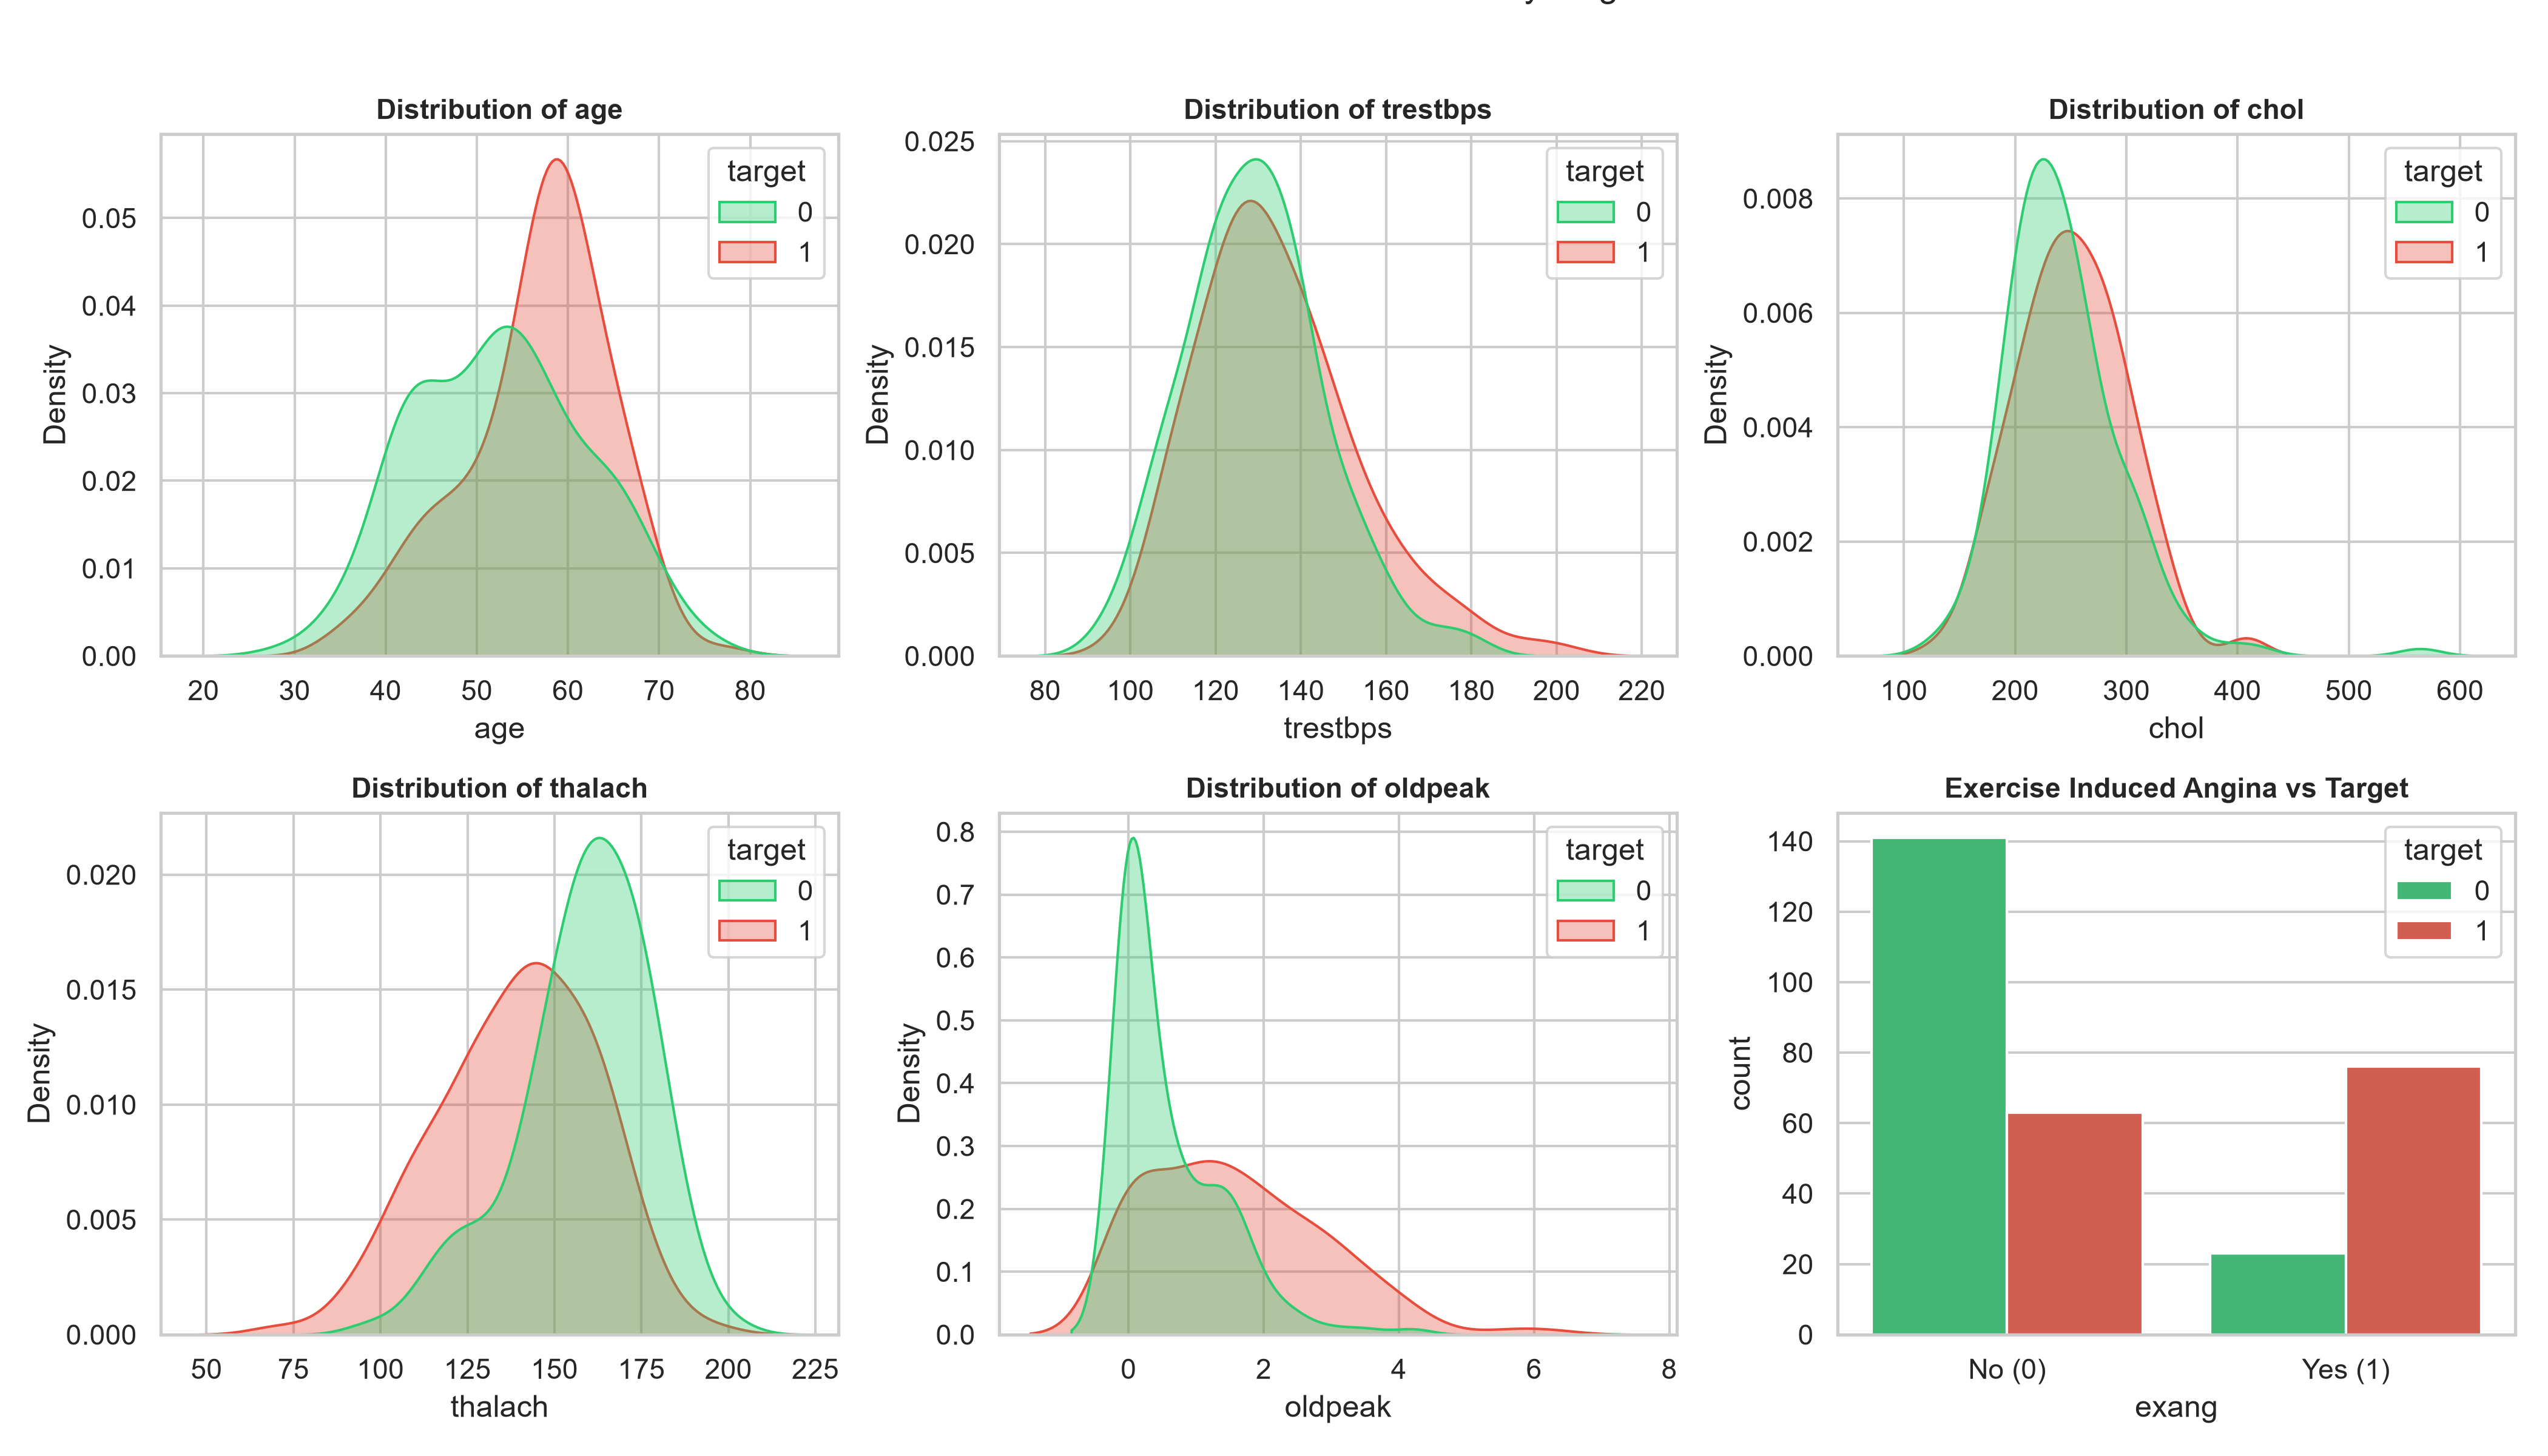 Distribution of age
target
0
1
0.05
0.04
0.03
0.02
0.01
0.00
Density
20 30 40 50 60 70 80
age
Distribution of trestbps
target
0
1
0.025
0.020
0.015
0.010
0.005
0.000
Density
80 100 120 140 160 180 200 220
trestbps
Distribution of chol
target
0
1
0.008
0.006
0.004
0.002
0.000
Density
100 200 300 400 500 600
chol
Distribution of thalach
target
0
1
0.020
0.015
0.010
0.005
0.000
Density
50 75 100 125 150 175 200 225
thalach
Distribution of oldpeak
target
0
1
0.8
0.7
0.6
0.5
0.4
0.3
0.2
0.1
0.0
Density
0 2 4 6 8
oldpeak
Exercise Induced Angina vs Target
target
0
1
140
120
100
80
60
40
20
0
count
No (0) Yes (1)
exang